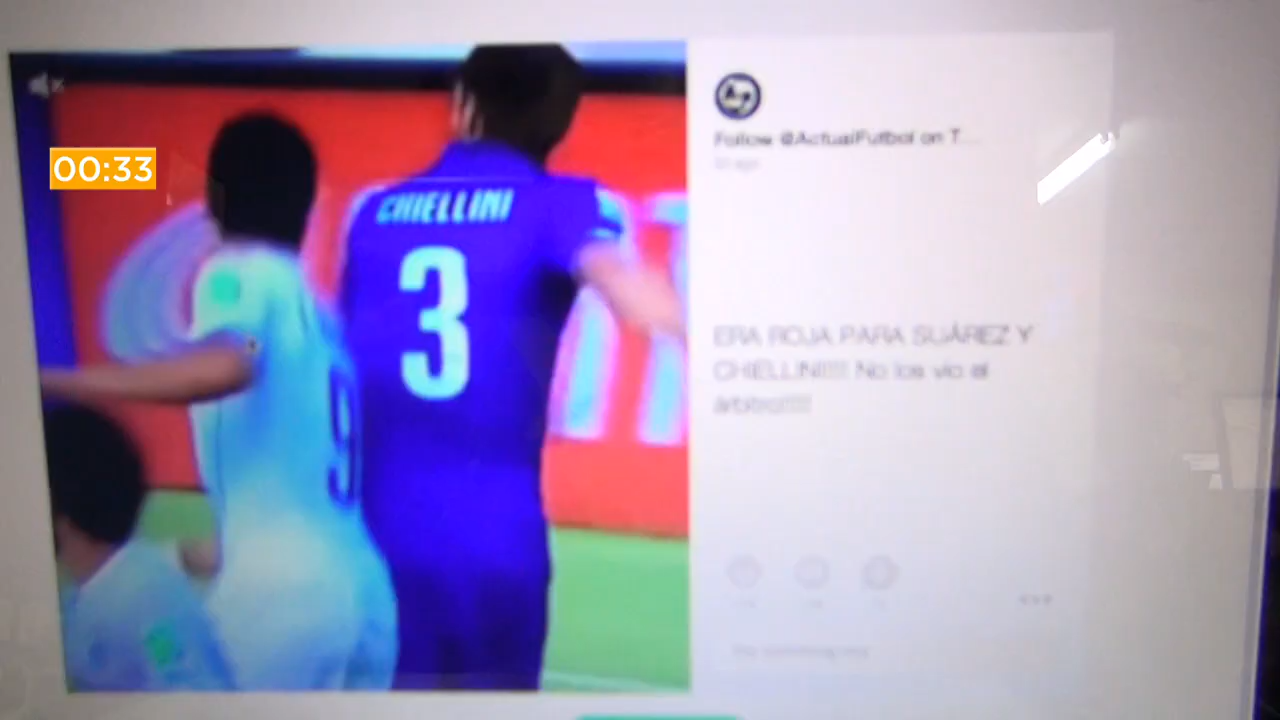 00:33
CHIELLINI
3
9
Follow @ActualFutbol on T...
ERA ROJA PARA SUÁREZ Y
CHIELLINI!!!! No los vio el
árbitro!!!!!